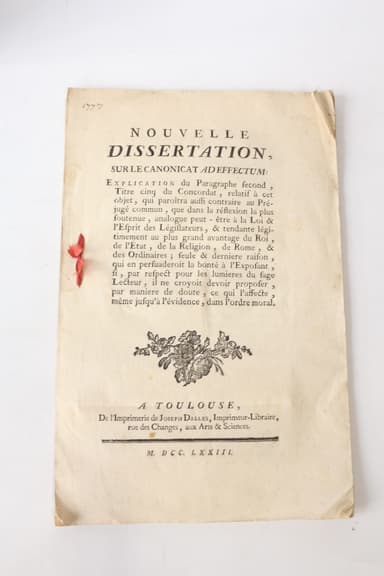 1773
NOUVELLE
DISSERTATION,
SUR LE CANONICAT AD EFFECTUM:
EXPLICATION du Paragraphe ſecond,
Titre cinq du Concordat, relatif à cet
objet, qui paroîtra auſſi contraire au Pré-
jugé commun, que dans la réflexion la plus
ſoutenue, analogue peut-être à la Loi &
l'Eſprit des Légiſlateurs, & tendante légi-
timement au plus grand avantage du Roi,
de l'Etat, de la Religion, de Rome, &
des Ordinaires; ſeule & derniere raiſon,
qui en perſuaderoit la bonté à l'Expoſant,
ſi, par reſpect pour les lumieres du ſage
Lecteur, il ne croyoit devoir propoſer,
par maniere de doute, ce qui l'affecte,
même juſqu'à l'évidence, dans l'ordre moral.
A TOULOUSE,
De l'Imprimerie de JOSEPH DALLES, Imprimeur-Libraire,
rue des Changes, aux Arts & Sciences.
M. DCC. LXXIII.